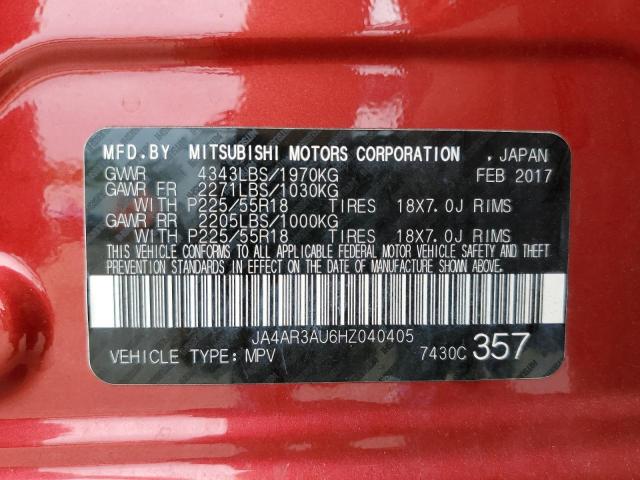 MFD.BY MITSUBISHI MOTORS CORPORATION . JAPAN
GVWR 4343LBS/1970KG FEB 2017
GAWR FR 2271LBS/1030KG
WITH P225/55R18 TIRES 18X7.0J RIMS
GAWR RR 2205LBS/1000KG
WITH P225/55R18 TIRES 18X7.0J RIMS
THIS VEHICLE CONFORMS TO ALL APPLICABLE FEDERAL MOTOR VEHICLE SAFETY AND THEFT
PREVENTION STANDARDS IN EFFECT ON THE DATE OF MANUFACTURE SHOWN ABOVE.
JA4AR3AU6HZ040405
VEHICLE TYPE: MPV 7430C 357